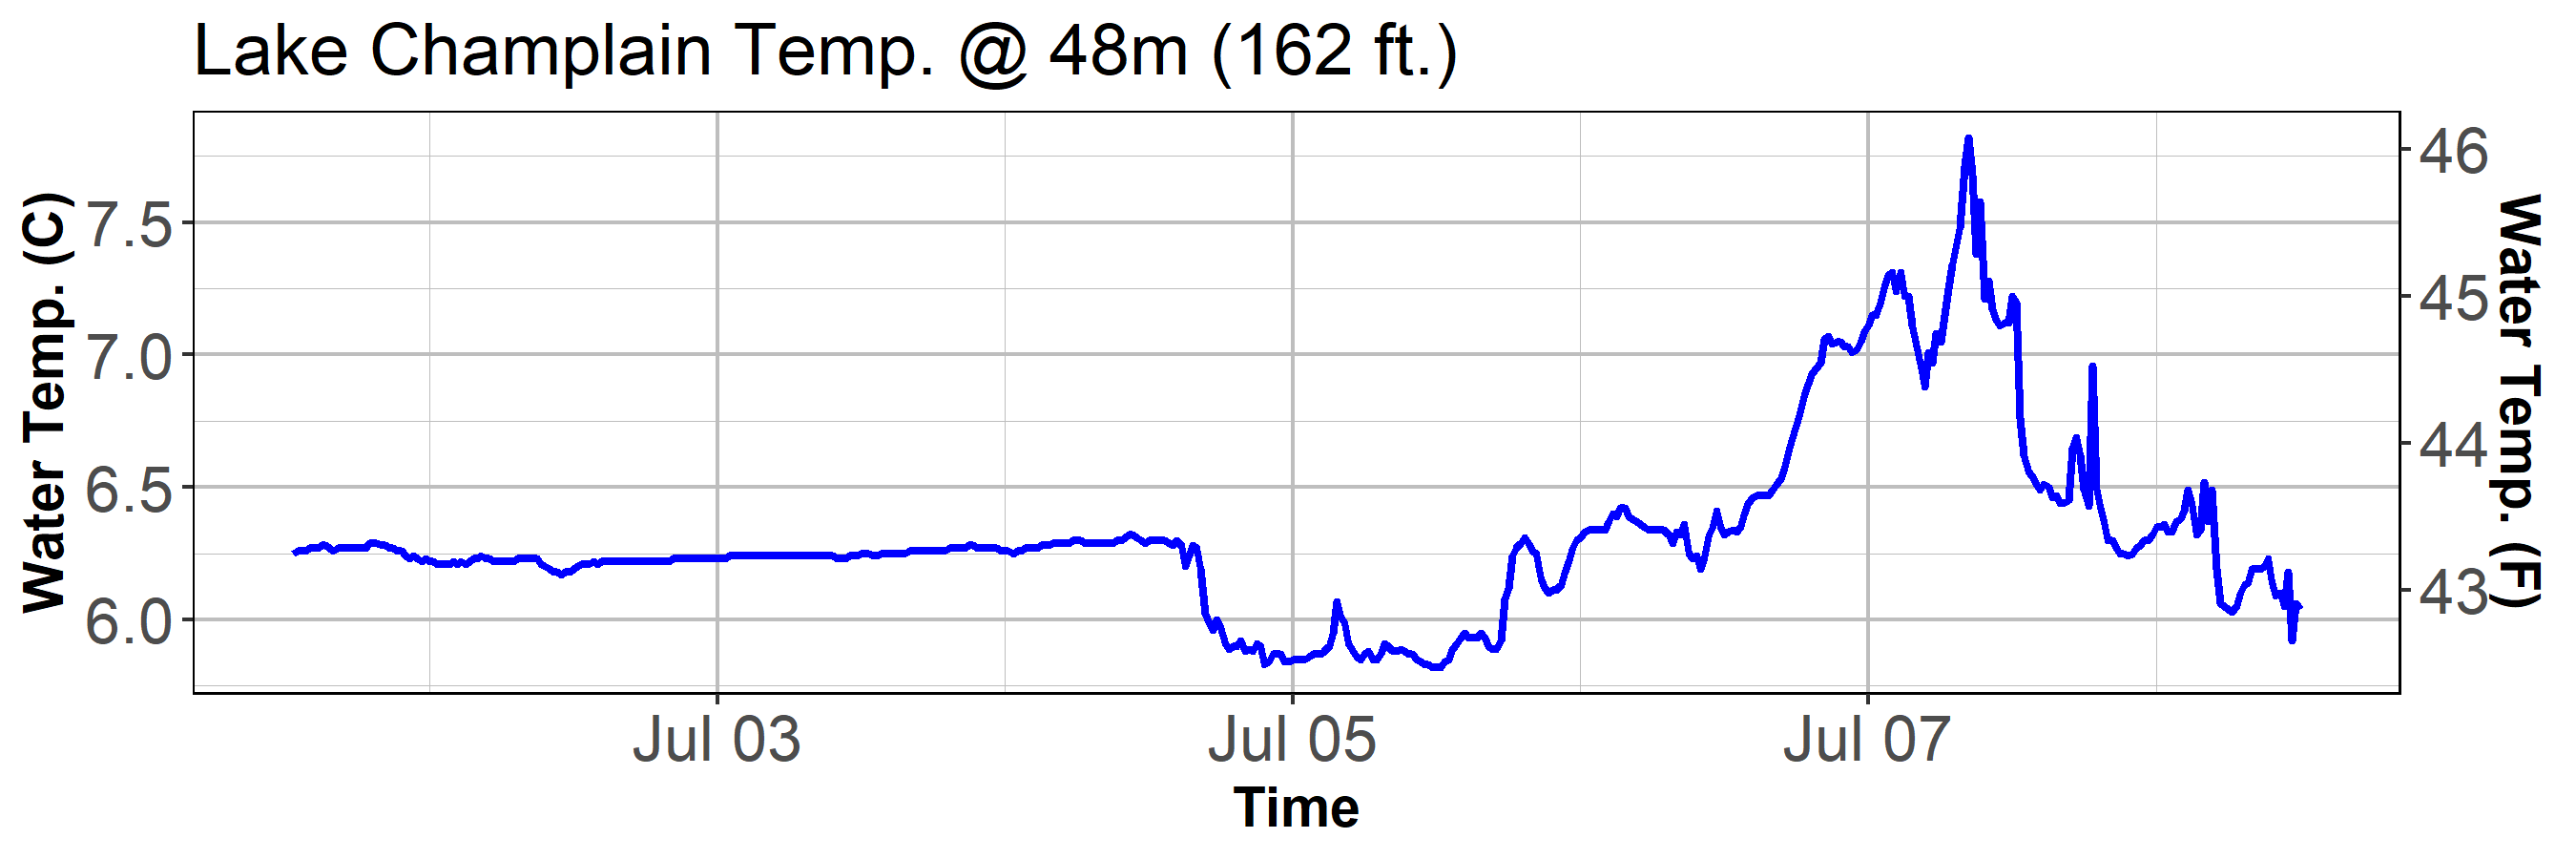 Lake Champlain Temp. @ 48m (162 ft.)
Water Temp. (C)
7.5
7.0
6.5
6.0
46
45
44
43
Water Temp. (F)
Jul 03 Jul 05 Jul 07
Time